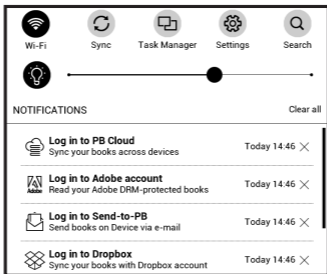 Wi-Fi Sync Task Manager Settings Search
NOTIFICATIONS Clear all
Log in to PB Cloud
Sync your books across devices Today 14:46
Log in to Adobe account
Read your Adobe DRM-protected books Today 14:46
Adobe
Log in to Send-to-PB
Send books on Device via e-mail Today 14:46
Log in to Dropbox
Sync your books with Dropbox account Today 14:46